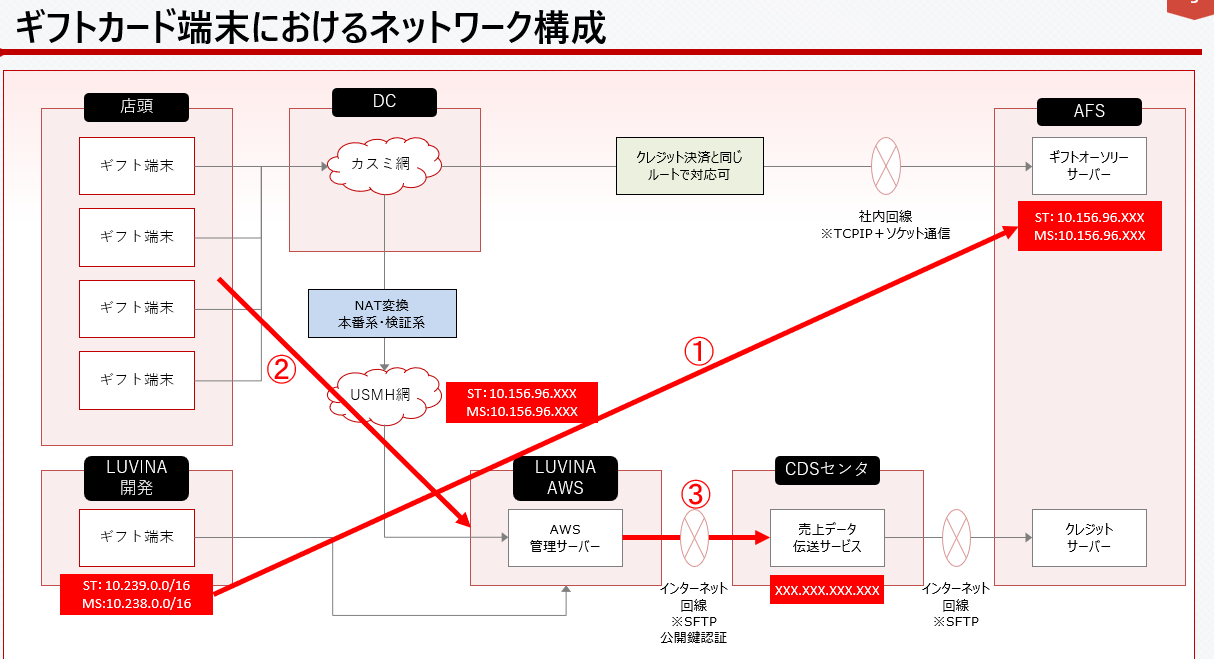 ギフトカード端末におけるネットワーク構成
店頭
ギフト端末
ギフト端末
ギフト端末
ギフト端末
DC
カスミ網
NAT変換
本番系・検証系
USMH網
ST: 10.156.96.XXX
MS:10.156.96.XXX
クレジット決済と同じ
ルートで対応可
社内回線
※TCPIP＋ソケット通信
AFS
ギフトオーソリー
サーバー
ST: 10.156.96.XXX
MS:10.156.96.XXX
①
②
③
LUVINA
開発
ギフト端末
ST: 10.239.0.0/16
MS:10.238.0.0/16
LUVINA
AWS
AWS
管理サーバー
インターネット
回線
※SFTP
公開鍵認証
CDSセンタ
売上データ
伝送サービス
XXX.XXX.XXX.XXX
インターネット
回線
※SFTP
クレジット
サーバー